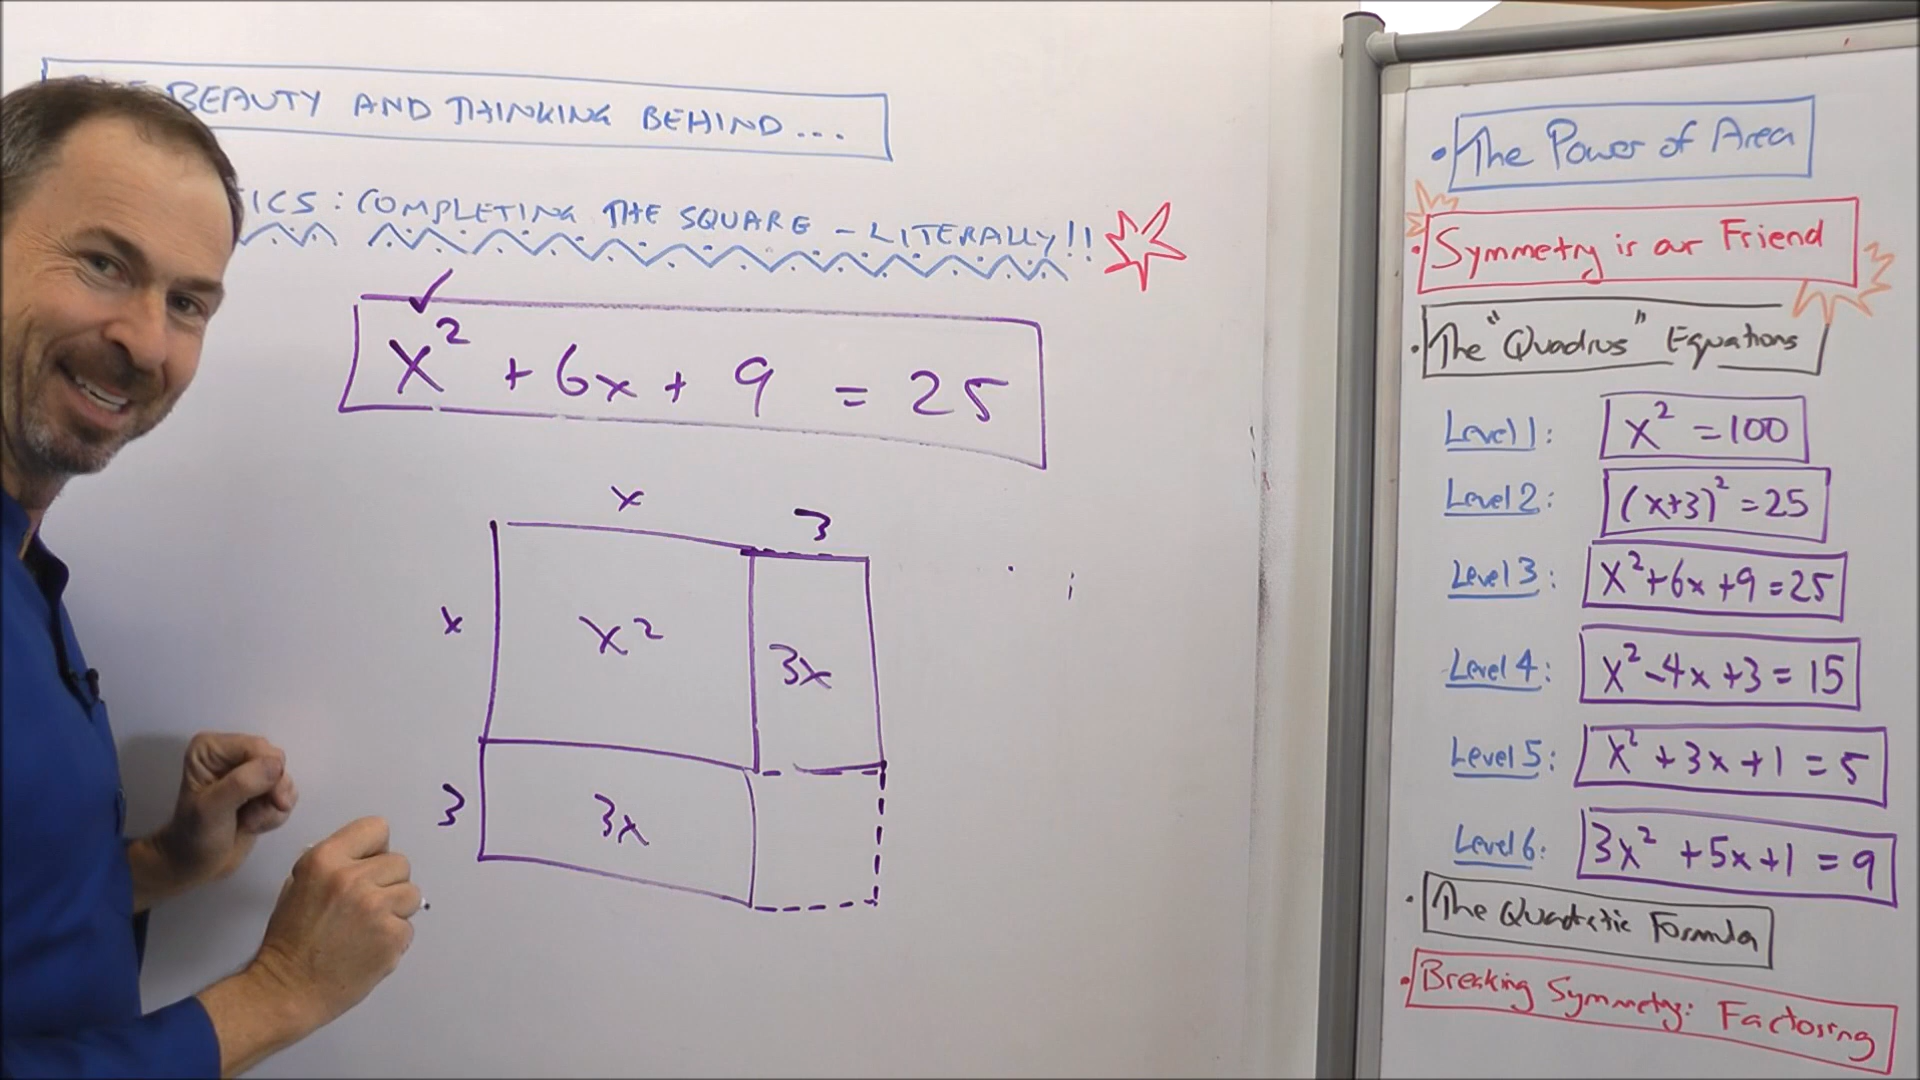 BEAUTY AND THINKING BEHIND...
ICS: COMPLETING THE SQUARE - LITERALLY!!
x² + 6x + 9 = 25
x
3
x
x²
3x
3
3x
• The Power of Area
• Symmetry is our Friend
• The "Quadrus" Equations
Level 1: x² = 100
Level 2: (x+3)² = 25
Level 3: x²+6x+9=25
Level 4: x²-4x+3=15
Level 5: x²+3x+1=5
Level 6: 3x²+5x+1=9
• The Quadratic Formula
• Breaking Symmetry: Factoring